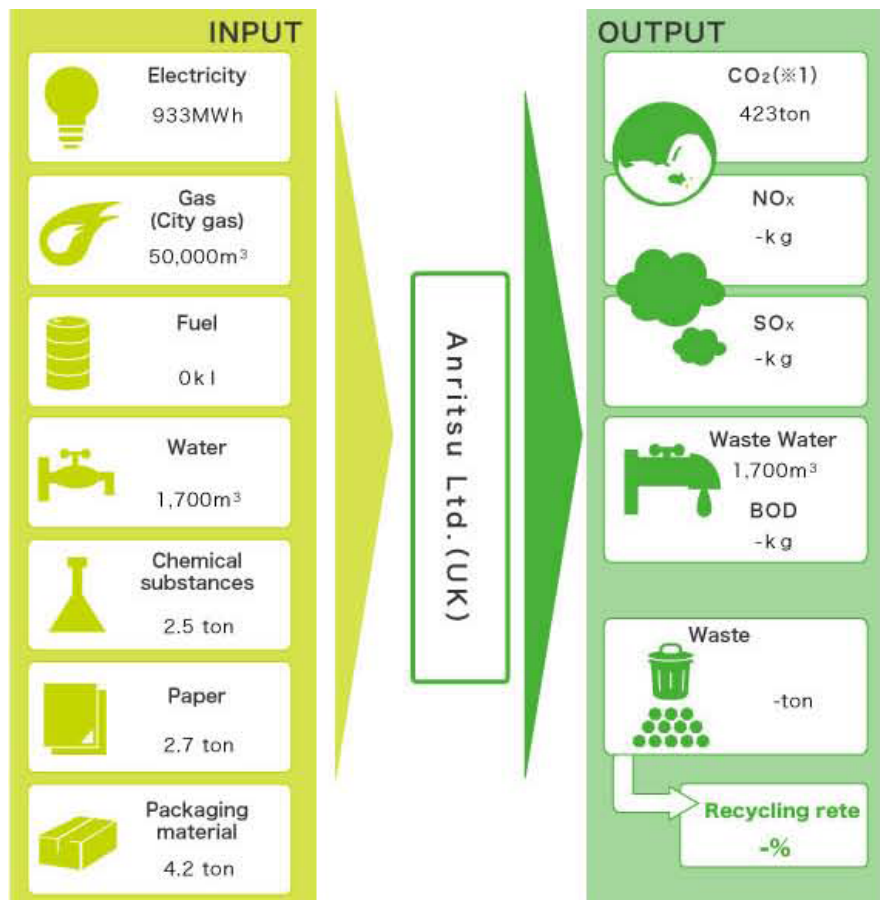 INPUT
Electricity
933MWh
Gas
(City gas)
50,000m³
Fuel
0kl
Water
1,700m³
Chemical
substances
2.5 ton
Paper
2.7 ton
Packaging
material
4.2 ton
Anritsu Ltd.(UK)
OUTPUT
CO₂(※1)
423ton
NOx
-kg
SOx
-kg
Waste Water
1,700m³
BOD
-kg
Waste
-ton
Recycling rete
-%